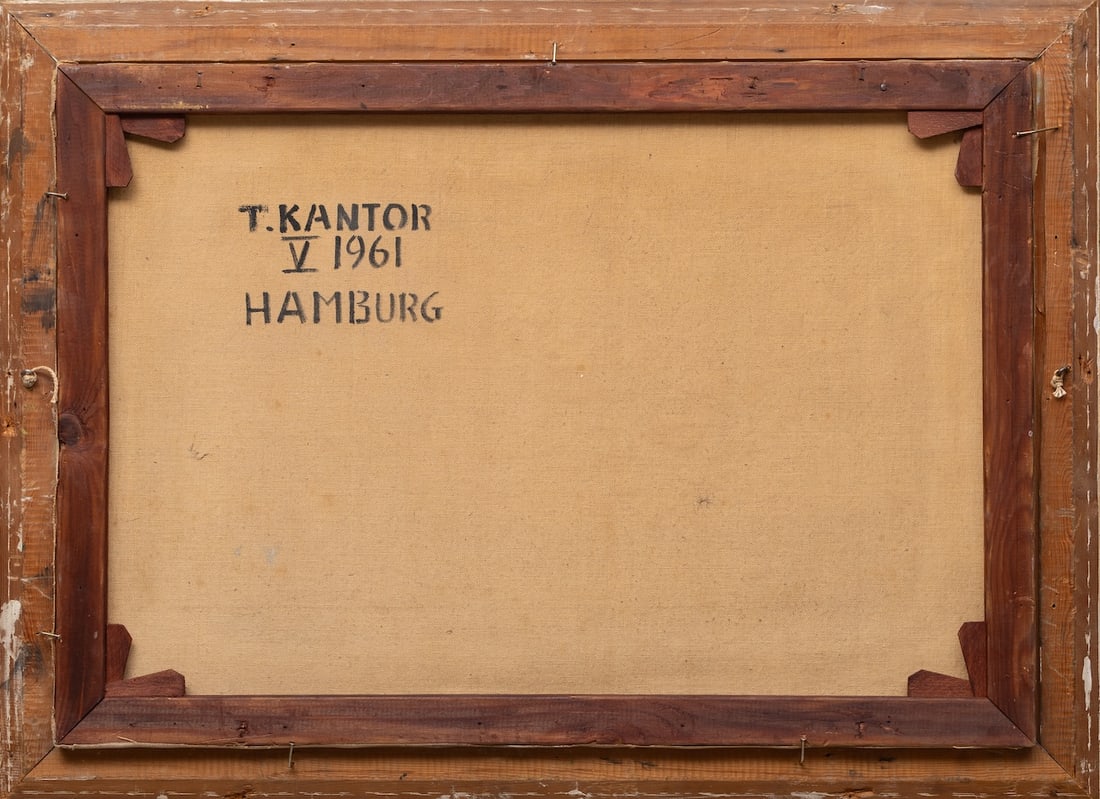 T.KANTOR
V 1961
HAMBURG